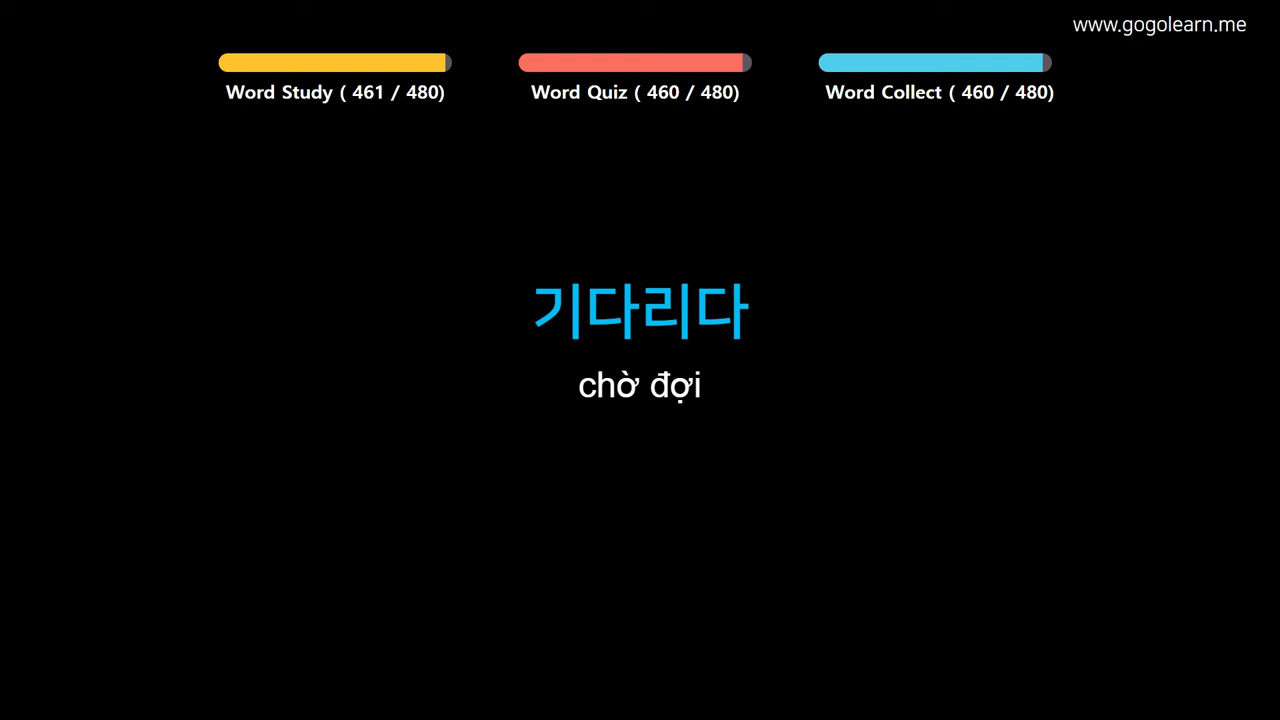 www.gogolearn.me
Word Study ( 461 / 480)
Word Quiz ( 460 / 480)
Word Collect ( 460 / 480)
기다리다
chờ đợi